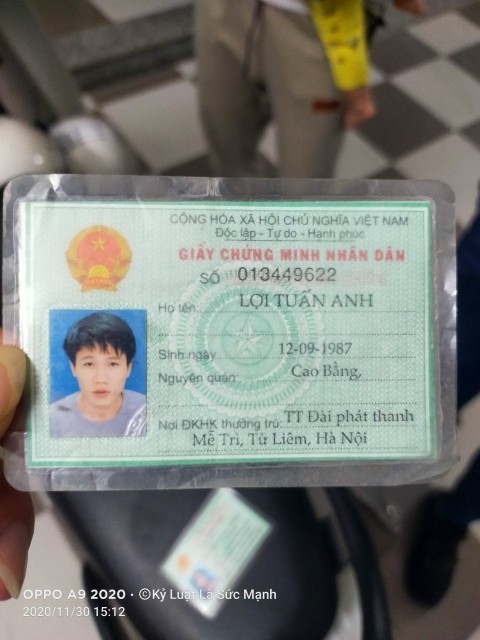 CỘNG HÒA XÃ HỘI CHỦ NGHĨA VIỆT NAM
Độc lập - Tự do - Hạnh phúc
GIẤY CHỨNG MINH NHÂN DÂN
SỐ 013449622
Họ tên: LỢI TUẤN ANH
Sinh ngày 12-09-1987
Nguyên quán: Cao Bằng,
Nơi ĐKHK thường trú: TT Đài phát thanh
Mễ Trì, Từ Liêm, Hà Nội
OPPO A9 2020 · ©Kỷ Luật Là Sức Mạnh
2020/11/30 15:12